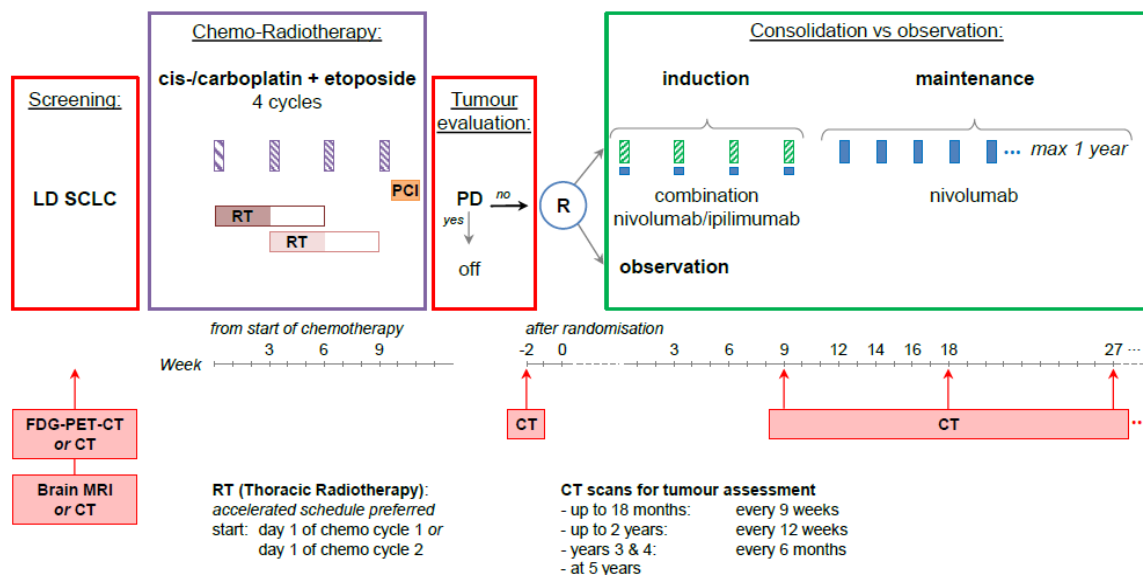 Screening:
LD SCLC
Chemo-Radiotherapy:
cis-/carboplatin + etoposide
4 cycles
PCI
RT
RT
Tumour
evaluation:
PD
no
yes
off
R
Consolidation vs observation:
induction
maintenance
... max 1 year
combination
nivolumab/ipilimumab
nivolumab
observation
from start of chemotherapy
after randomisation
Week
3 6 9
-2 0 3 6 9 12 14 16 18 27 ...
FDG-PET-CT
or CT
Brain MRI
or CT
CT
CT
...
RT (Thoracic Radiotherapy):
accelerated schedule preferred
start: day 1 of chemo cycle 1 or
day 1 of chemo cycle 2
CT scans for tumour assessment
- up to 18 months: every 9 weeks
- up to 2 years: every 12 weeks
- years 3 & 4: every 6 months
- at 5 years